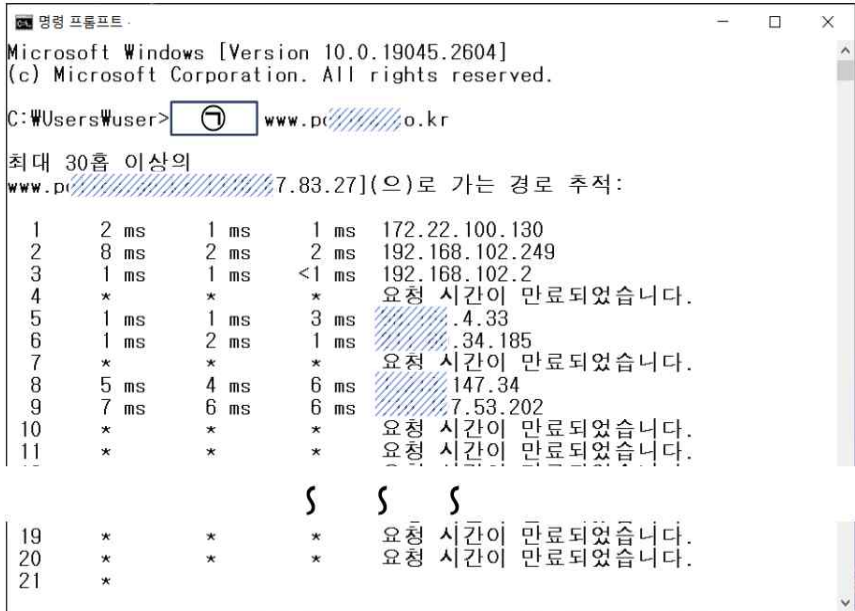 명령 프롬프트
Microsoft Windows [Version 10.0.19045.2604]
(c) Microsoft Corporation. All rights reserved.
C:₩Users₩user> ㉠ www.p o.kr
최대 30홉 이상의
www.p 7.83.27](으)로 가는 경로 추적:
1 2 ms 1 ms 1 ms 172.22.100.130
2 8 ms 2 ms 2 ms 192.168.102.249
3 1 ms 1 ms <1 ms 192.168.102.2
4 * * * 요청 시간이 만료되었습니다.
5 1 ms 1 ms 3 ms .4.33
6 1 ms 2 ms 1 ms .34.185
7 * * * 요청 시간이 만료되었습니다.
8 5 ms 4 ms 6 ms 147.34
9 7 ms 6 ms 6 ms 7.53.202
10 * * * 요청 시간이 만료되었습니다.
11 * * * 요청 시간이 만료되었습니다.
19 * * * 요청 시간이 만료되었습니다.
20 * * * 요청 시간이 만료되었습니다.
21 *